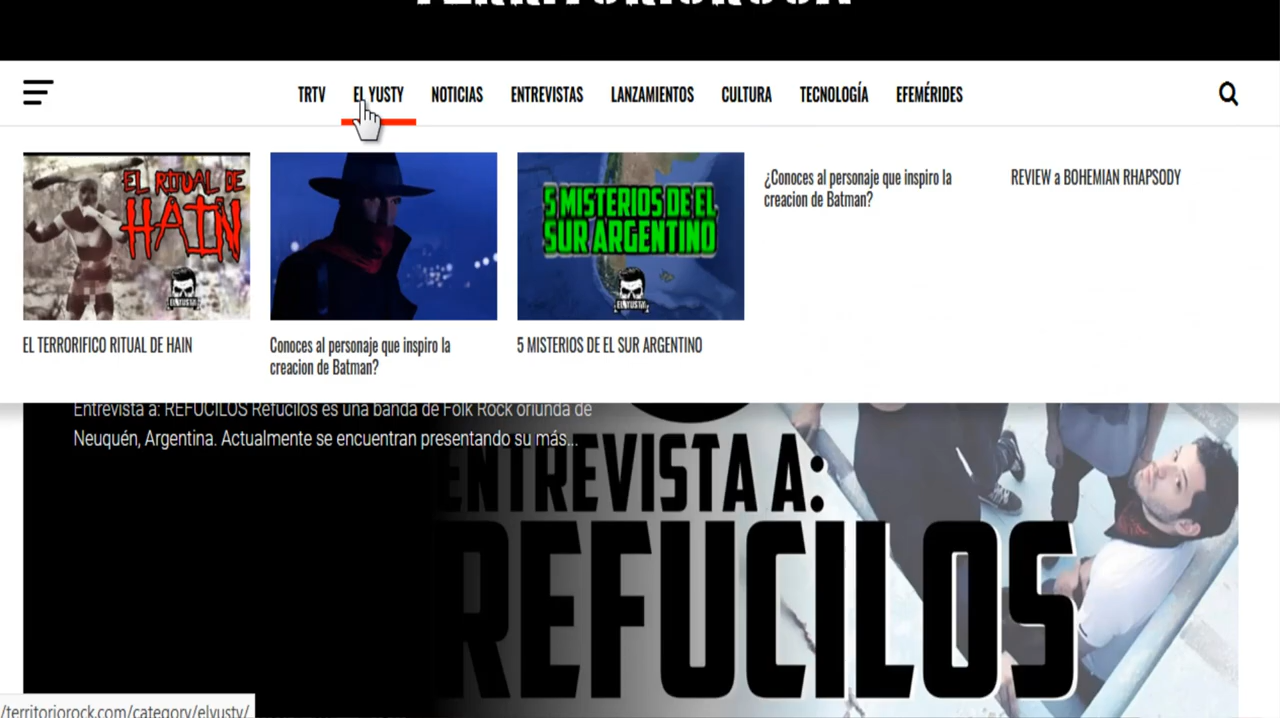 TRTV EL YUSTY NOTICIAS ENTREVISTAS LANZAMIENTOS CULTURA TECNOLOGÍA EFEMÉRIDES
EL RITUAL DE
HAIN
EL YUSTY
5 MISTERIOS DE EL
SUR ARGENTINO
EL YUSTY
EL TERRORIFICO RITUAL DE HAIN
Conoces al personaje que inspiro la
creacion de Batman?
5 MISTERIOS DE EL SUR ARGENTINO
¿Conoces al personaje que inspiro la
creacion de Batman?
REVIEW a BOHEMIAN RHAPSODY
Entrevista a: REFUCILOS Refucilos es una banda de Folk Rock oriunda de
Neuquén, Argentina. Actualmente se encuentran presentando su más...
ENTREVISTA A:
REFUCILOS
/territoriorock.com/category/elyusty/